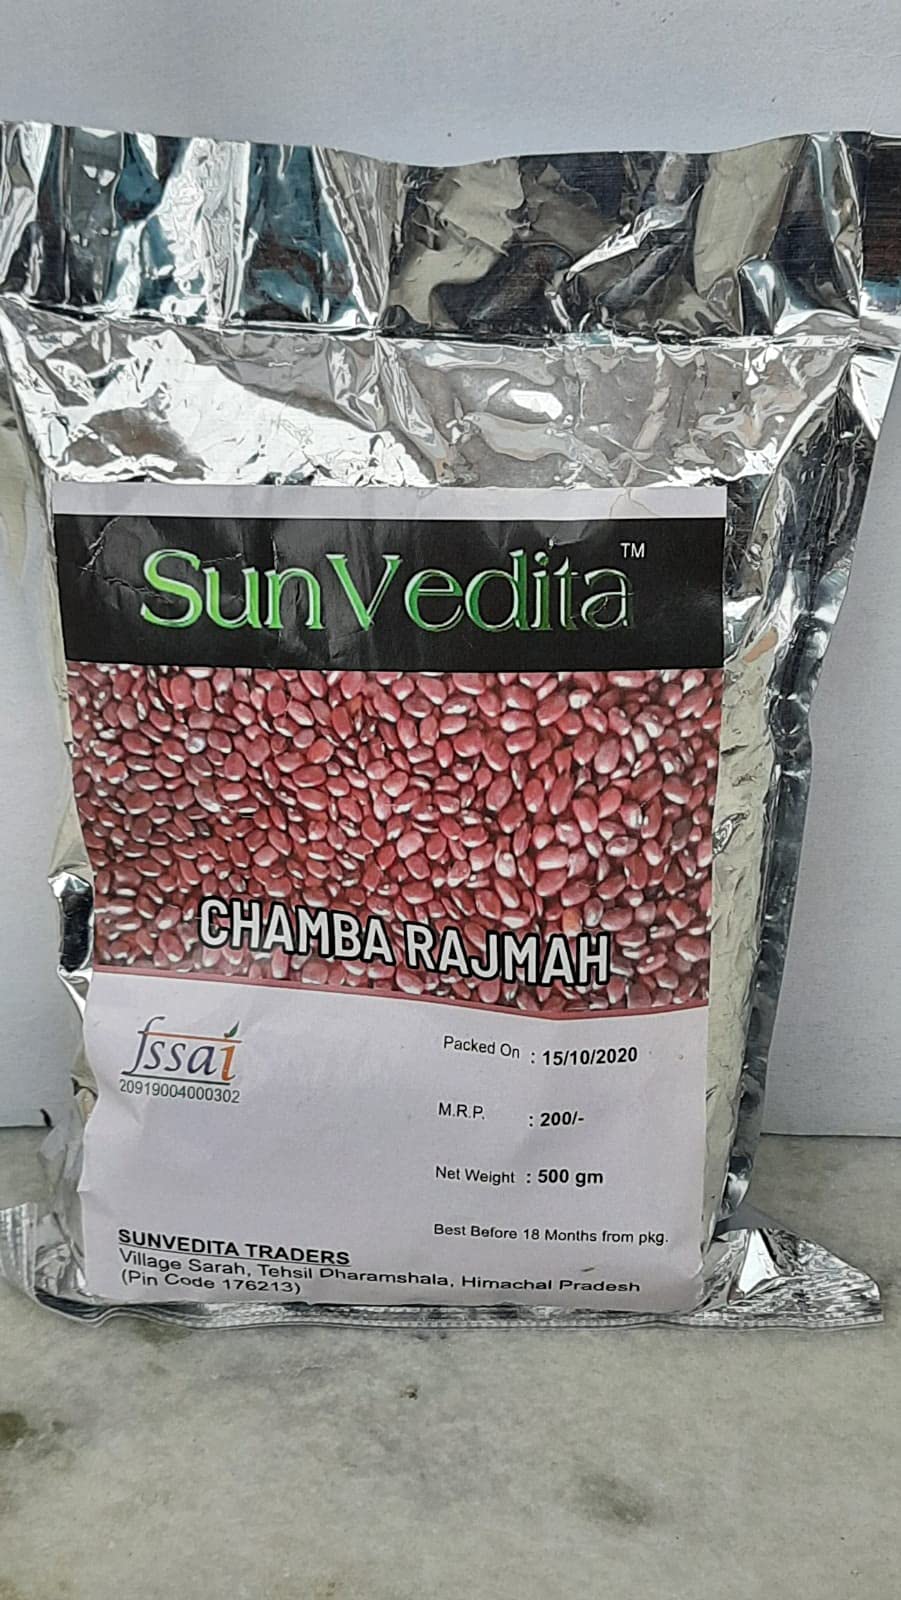 SunVedita™
CHAMBA RAJMAH
fssai
20919004000302
Packed On : 15/10/2020
M.R.P. : 200/-
Net Weight : 500 gm
Best Before 18 Months from pkg.
SUNVEDITA TRADERS
Village Sarah, Tehsil Dharamshala, Himachal Pradesh
(Pin Code 176213)